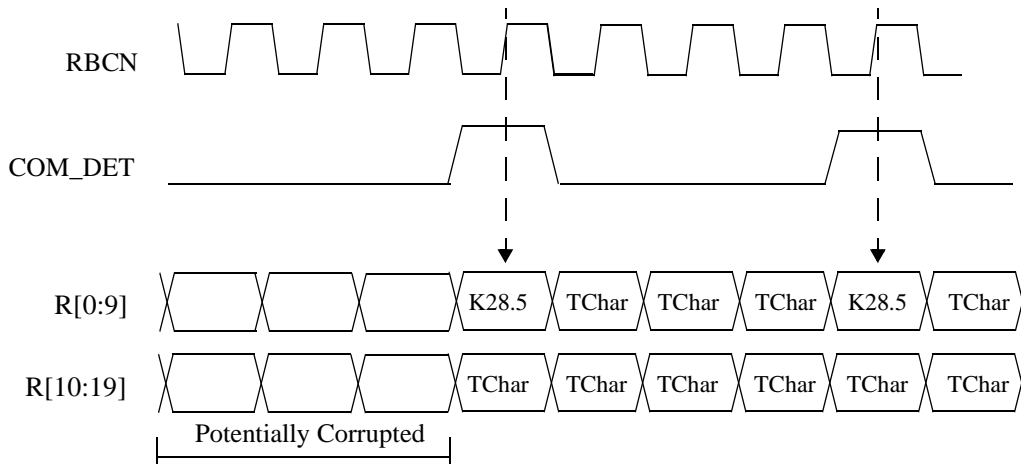 RBCN
COM_DET
R[0:9] K28.5 TChar TChar TChar K28.5 TChar
R[10:19] TChar TChar TChar TChar TChar TChar
Potentially Corrupted